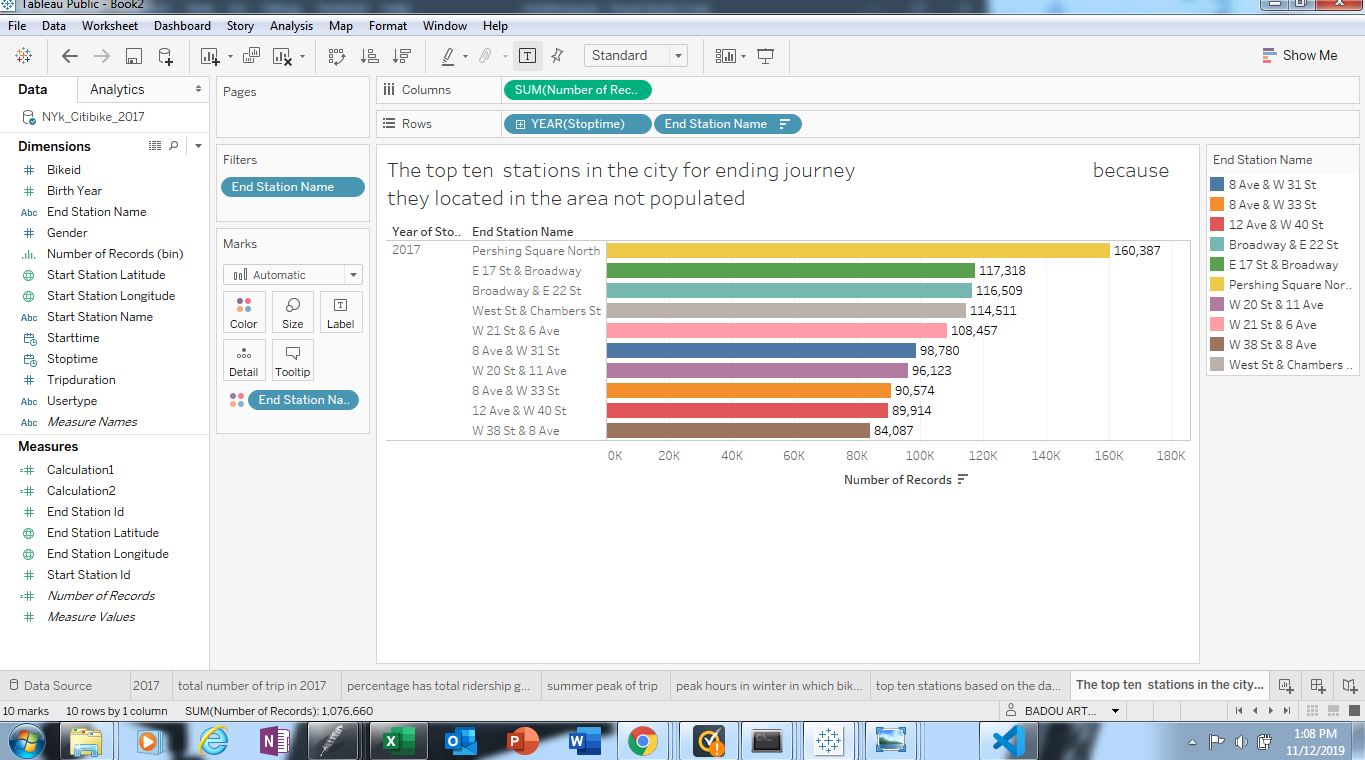 Tableau Public - Book2
File Data Worksheet Dashboard Story Analysis Map Format Window Help
Standard
Show Me
Data Analytics
NYk_Citibike_2017
Dimensions
# Bikeid
# Birth Year
Abc End Station Name
# Gender
Number of Records (bin)
Start Station Latitude
Start Station Longitude
Abc Start Station Name
Starttime
Stoptime
# Tripduration
Abc Usertype
Abc Measure Names
Measures
=# Calculation1
=# Calculation2
# End Station Id
End Station Latitude
End Station Longitude
# Start Station Id
=# Number of Records
# Measure Values
Pages
Filters
End Station Name
Marks
Automatic
Color Size Label
Detail Tooltip
End Station Na..
Columns SUM(Number of Rec..
Rows YEAR(Stoptime) End Station Name
The top ten stations in the city for ending journey because
they located in the area not populated
Year of Sto.. End Station Name
2017 Pershing Square North 160,387
E 17 St & Broadway 117,318
Broadway & E 22 St 116,509
West St & Chambers St 114,511
W 21 St & 6 Ave 108,457
8 Ave & W 31 St 98,780
W 20 St & 11 Ave 96,123
8 Ave & W 33 St 90,574
12 Ave & W 40 St 89,914
W 38 St & 8 Ave 84,087
0K 20K 40K 60K 80K 100K 120K 140K 160K 180K
Number of Records
End Station Name
8 Ave & W 31 St
8 Ave & W 33 St
12 Ave & W 40 St
Broadway & E 22 St
E 17 St & Broadway
Pershing Square Nor..
W 20 St & 11 Ave
W 21 St & 6 Ave
W 38 St & 8 Ave
West St & Chambers ..
Data Source 2017 total number of trip in 2017 percentage has total ridership g... summer peak of trip peak hours in winter in which bik... top ten stations based on the da... The top ten stations in the city...
10 marks 10 rows by 1 column SUM(Number of Records): 1,076,660 BADOU ART...
1:08 PM
11/12/2019